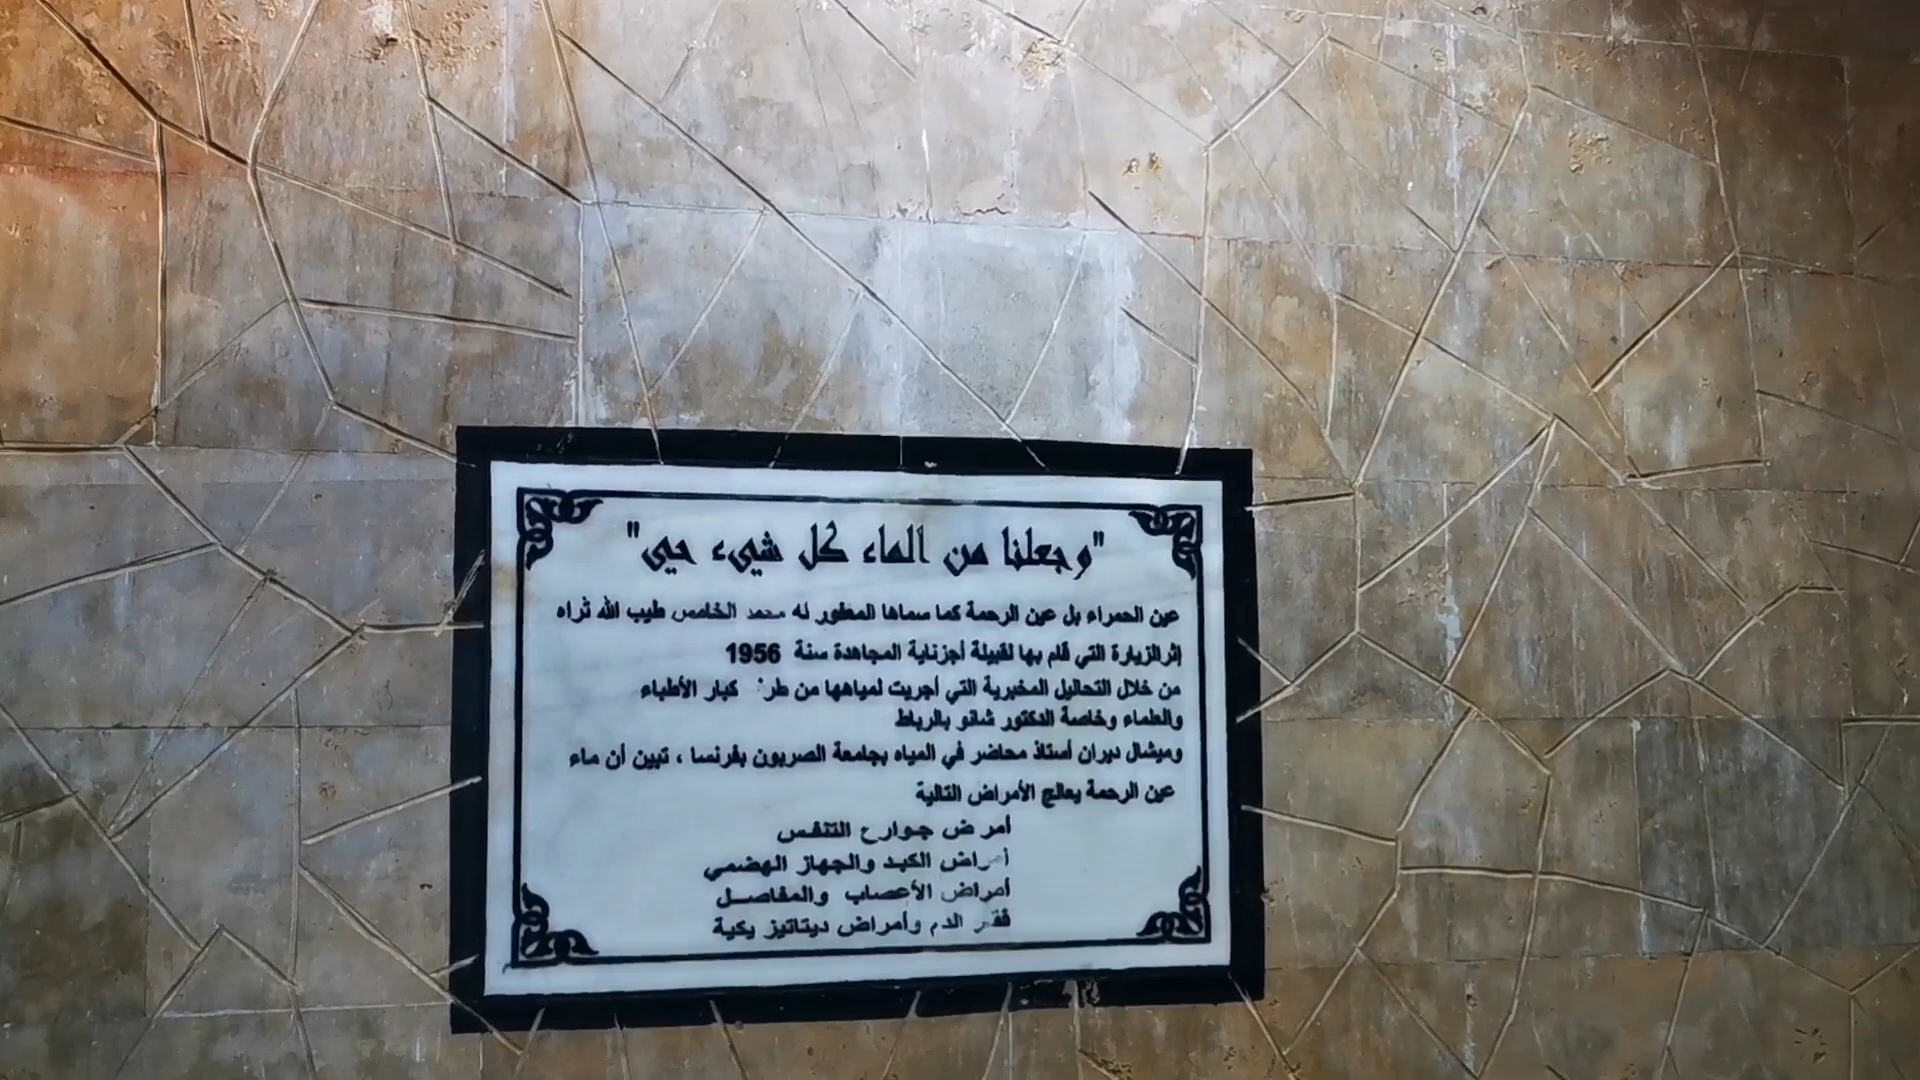 "وجعلنا من الماء كل شيء حي"
عين الحمراء بل عين الرحمة كما سماها المغفور له محمد الخامس طيب الله ثراه
إثر الزيارة التي قام بها لقبيلة أجزناية المجاهدة سنة 1956
من خلال التحاليل المخبرية التي أجريت لمياهها من طر كبار الأطباء
والعلماء وخاصة الدكتور شانو بالرباط
وميشال ديران أستاذ محاضر في المياه بجامعة الصربون بفرنسا ، تبين أن ماء
عين الرحمة يعالج الأمراض التالية
أمراض جوارح التنفس
أمراض الكبد والجهاز الهضمي
أمراض الأعصاب والمفاصل
فقر الدم وأمراض ديتاتيز يكية